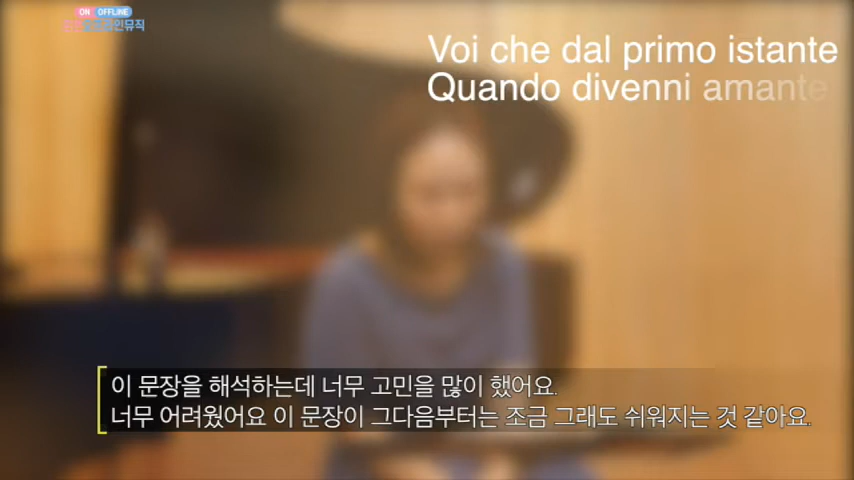 ON OFFLINE
Voi che dal primo istante
Quando divenni amante
이 문장을 해석하는데 너무 고민을 많이 했어요.
너무 어려웠어요 이 문장이 그다음부터는 조금 그래도 쉬워지는 것 같아요.